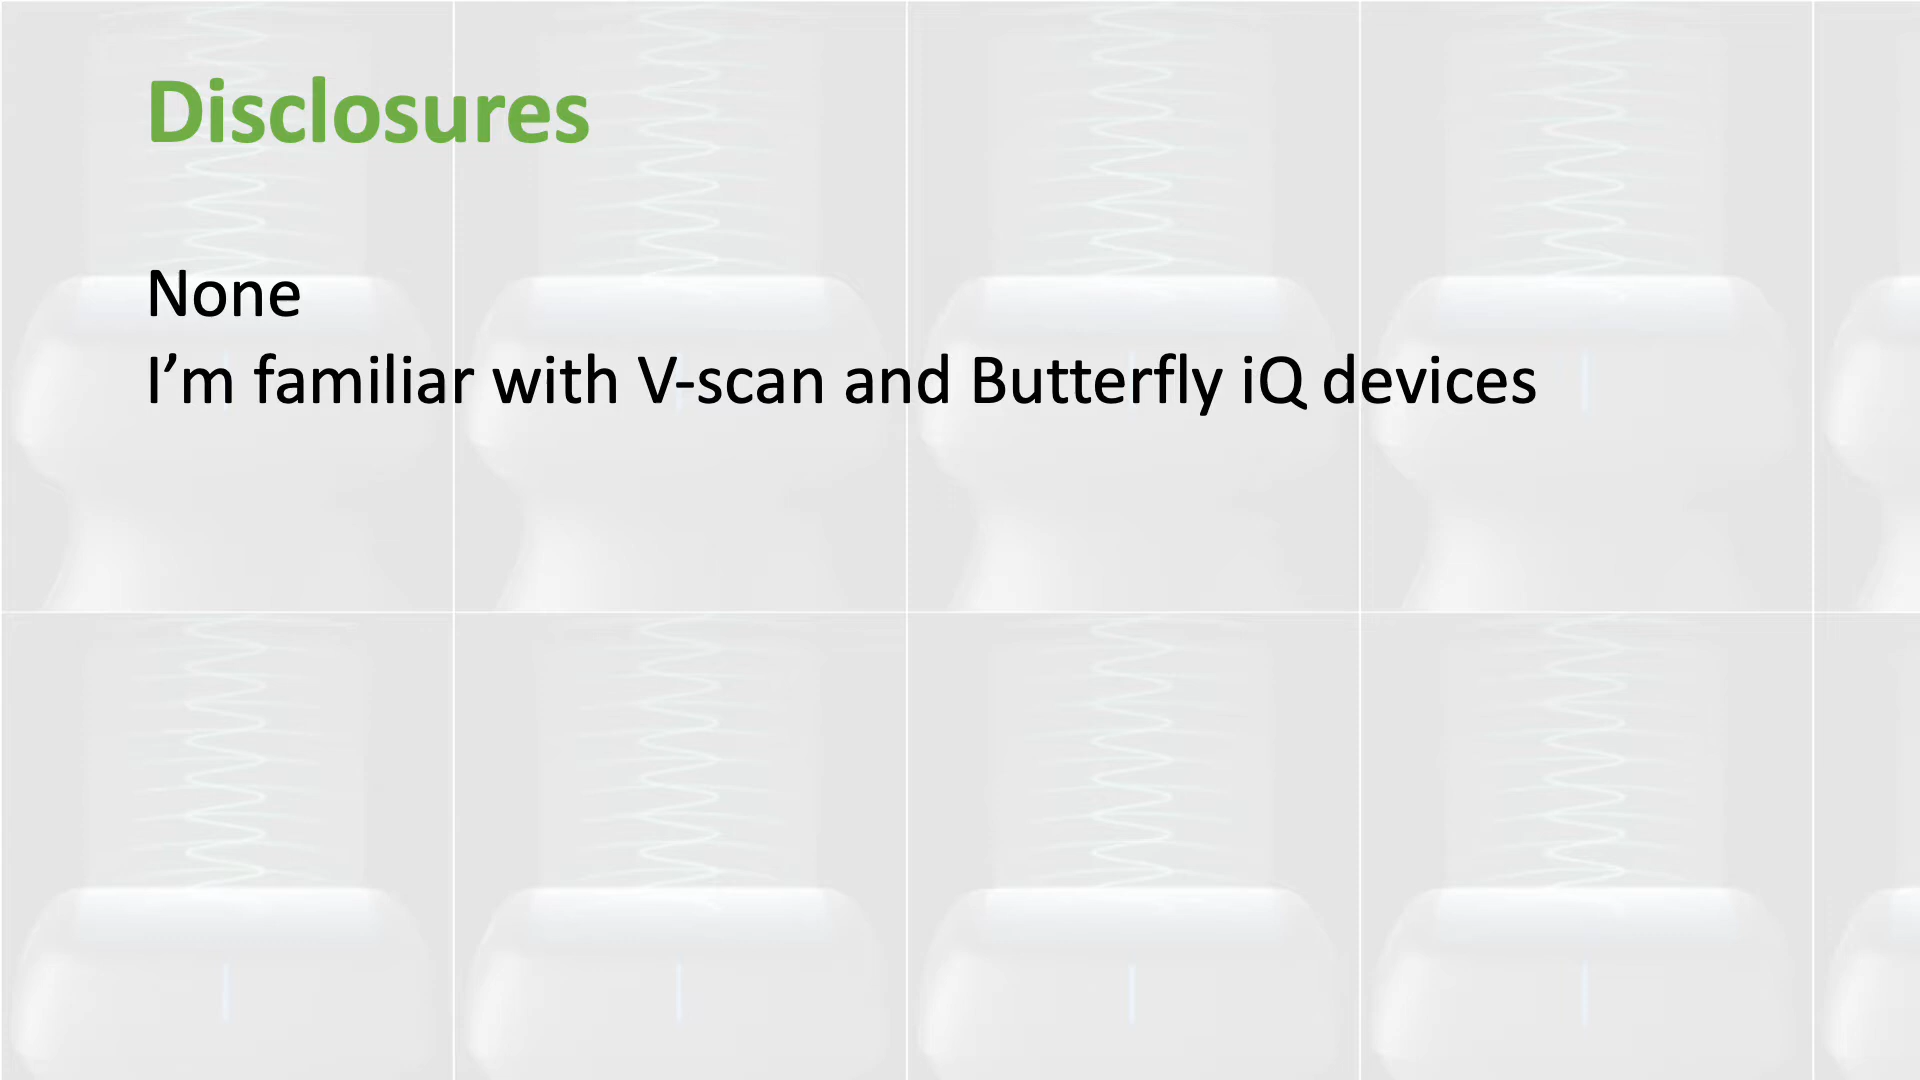 Disclosures
None
I’m familiar with V-scan and Butterfly iQ devices